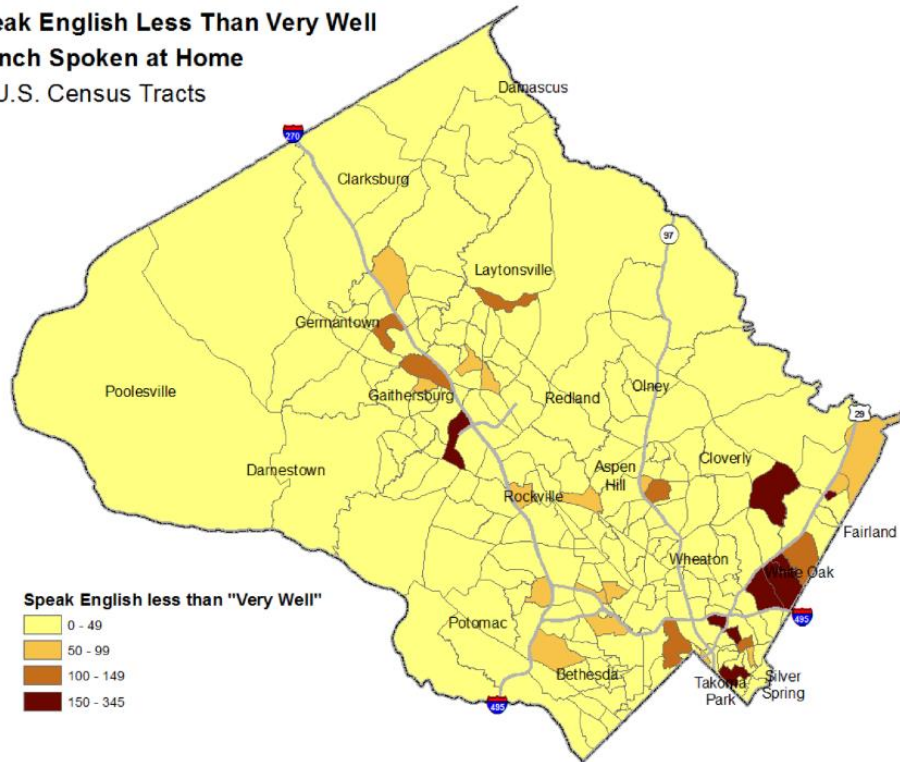 eak English Less Than Very Well
nch Spoken at Home
U.S. Census Tracts
Damascus
270
Clarksburg
97
Laytonsville
Germantown
Poolesville
Gaithersburg
Redland
Olney
29
Darnestown
Aspen
Hill
Cloverly
Rockville
Fairland
Wheaton
White Oak
Speak English less than "Very Well"
0 - 49
50 - 99
100 - 149
150 - 345
Potomac
495
Bethesda
Takoma
Park
Silver
Spring
495